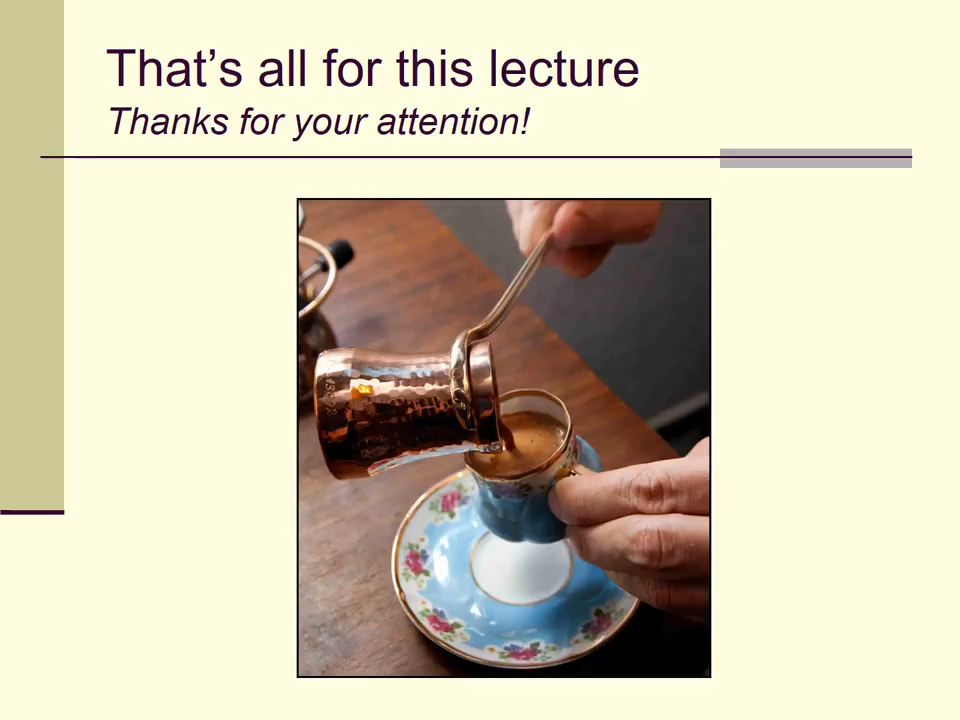 That’s all for this lecture
Thanks for your attention!